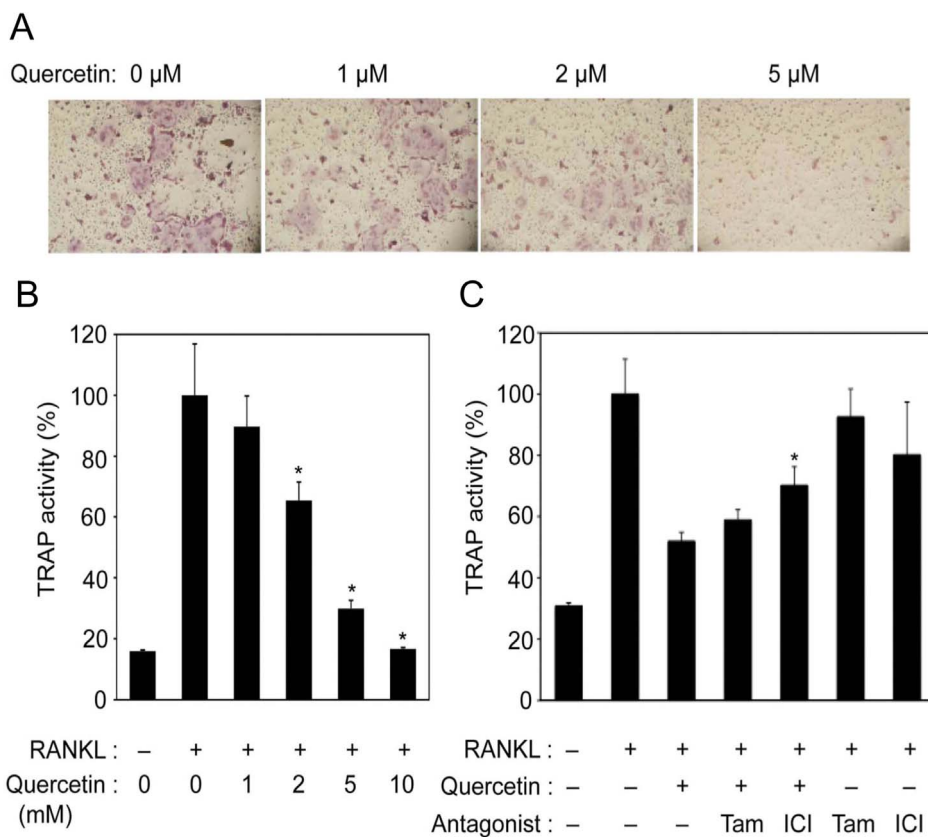 A
Quercetin: 0 µM 1 µM 2 µM 5 µM
B
120
100
80
60
40
20
0
TRAP activity (%)
*
*
*
RANKL : – + + + + +
Quercetin : 0 0 1 2 5 10
(mM)
C
120
100
80
60
40
20
0
TRAP activity (%)
*
RANKL : – + + + + + +
Quercetin : – – + + + – –
Antagonist : – – – Tam ICI Tam ICI